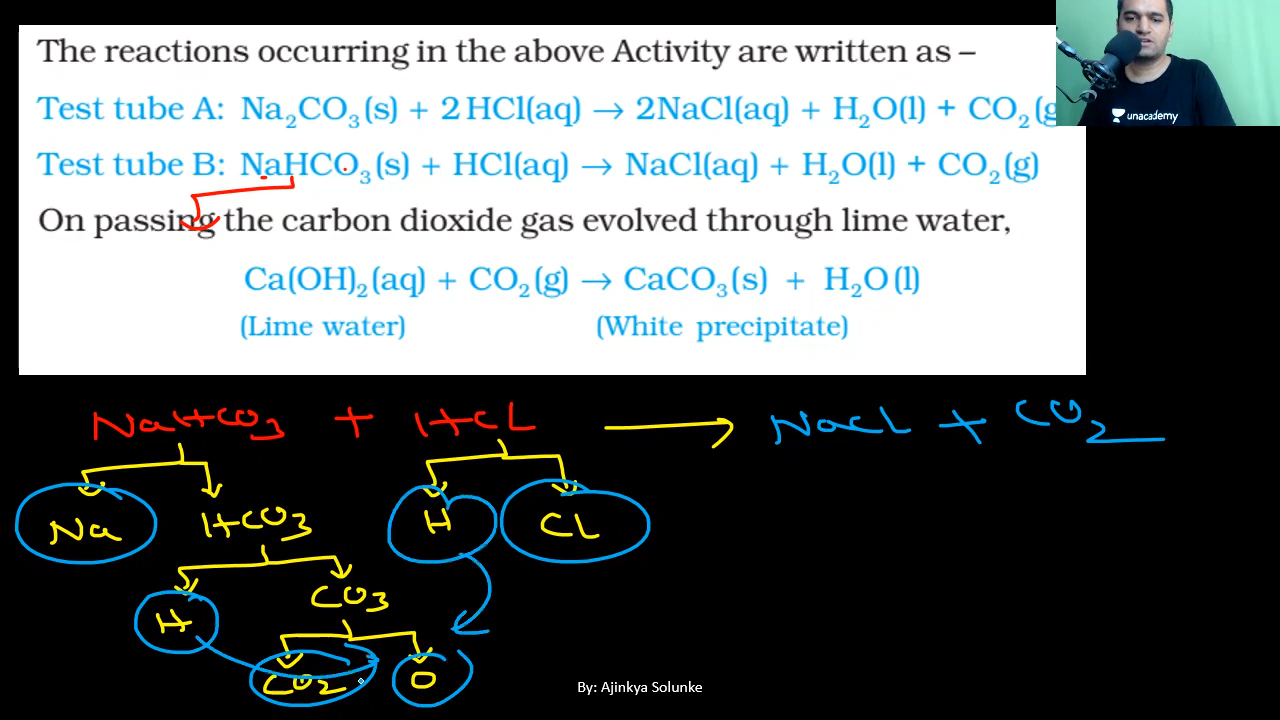 The reactions occurring in the above Activity are written as –
Test tube A: Na₂CO₃(s) + 2HCl(aq) → 2NaCl(aq) + H₂O(l) + CO₂(g
Test tube B: NaHCO₃(s) + HCl(aq) → NaCl(aq) + H₂O(l) + CO₂(g)
On passing the carbon dioxide gas evolved through lime water,
Ca(OH)₂(aq) + CO₂(g) → CaCO₃(s) + H₂O(l)
(Lime water) (White precipitate)
unacademy
NaHCO₃ + HCL → NaCL + CO₂
Na HCO₃ H CL
H CO₃
CO₂ O
By: Ajinkya Solunke